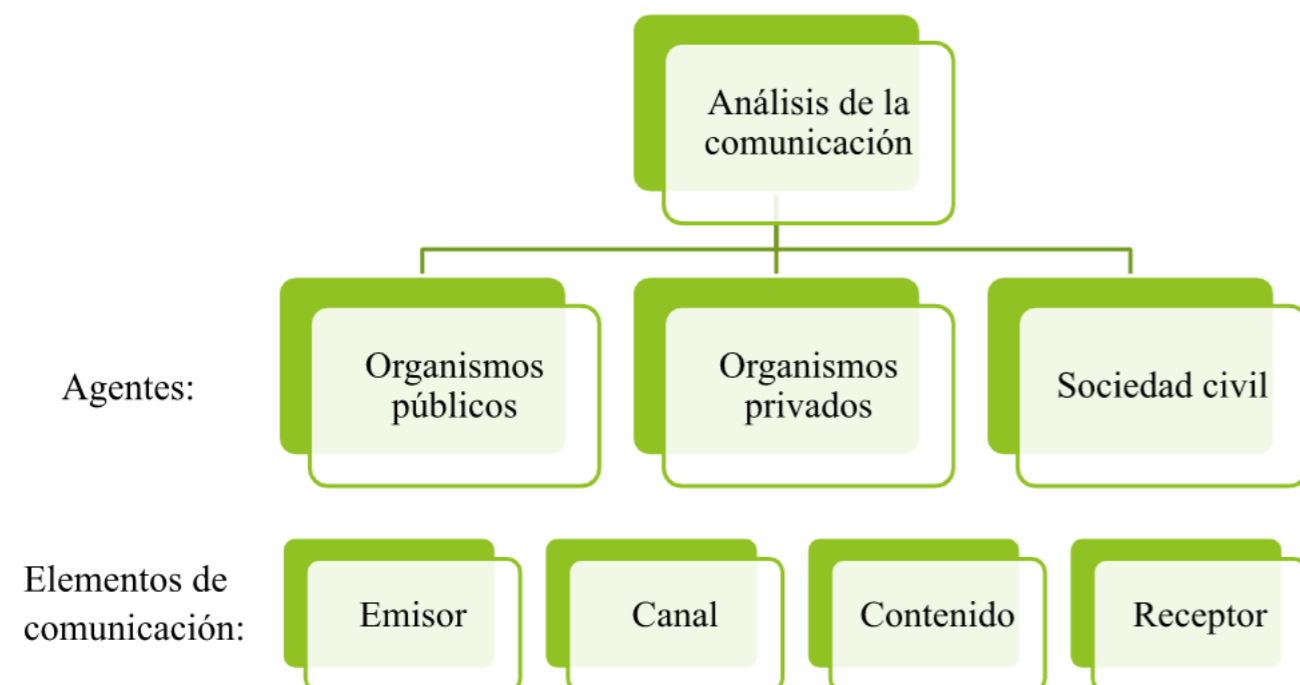 Análisis de la
comunicación
Agentes:
Organismos
públicos
Organismos
privados
Sociedad civil
Elementos de
comunicación:
Emisor
Canal
Contenido
Receptor